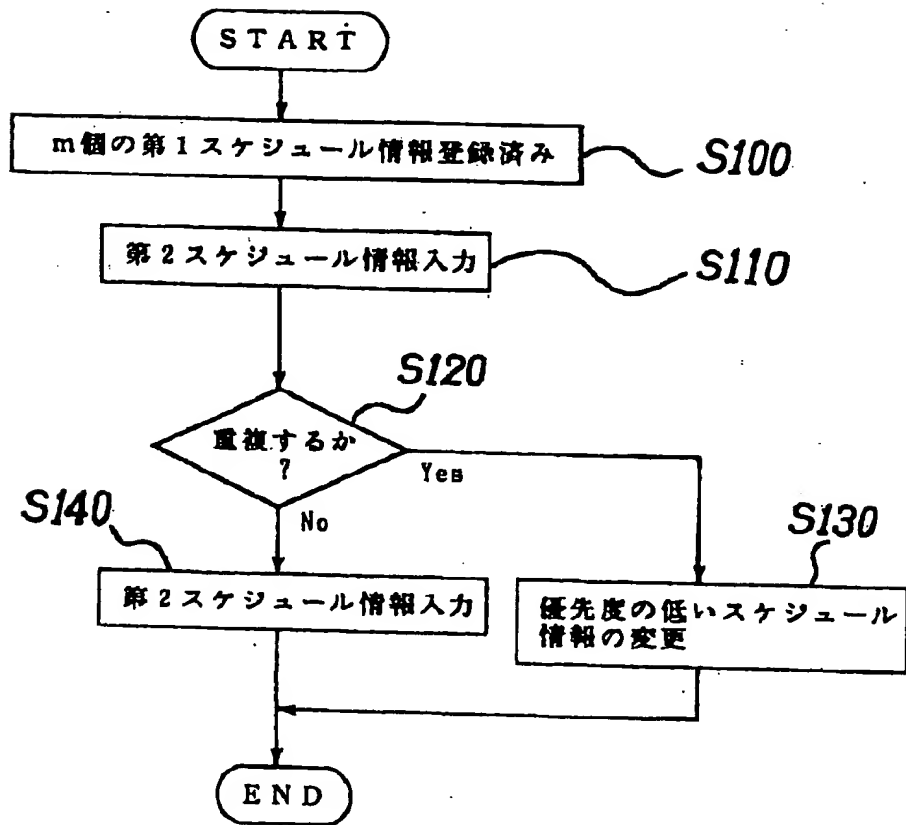 START
m個の第1スケジュール情報登録済み
S100
第2スケジュール情報入力
S110
S120
重複するか
?
Yes
No
S140
S130
第2スケジュール情報入力
優先度の低いスケジュール
情報の変更
END